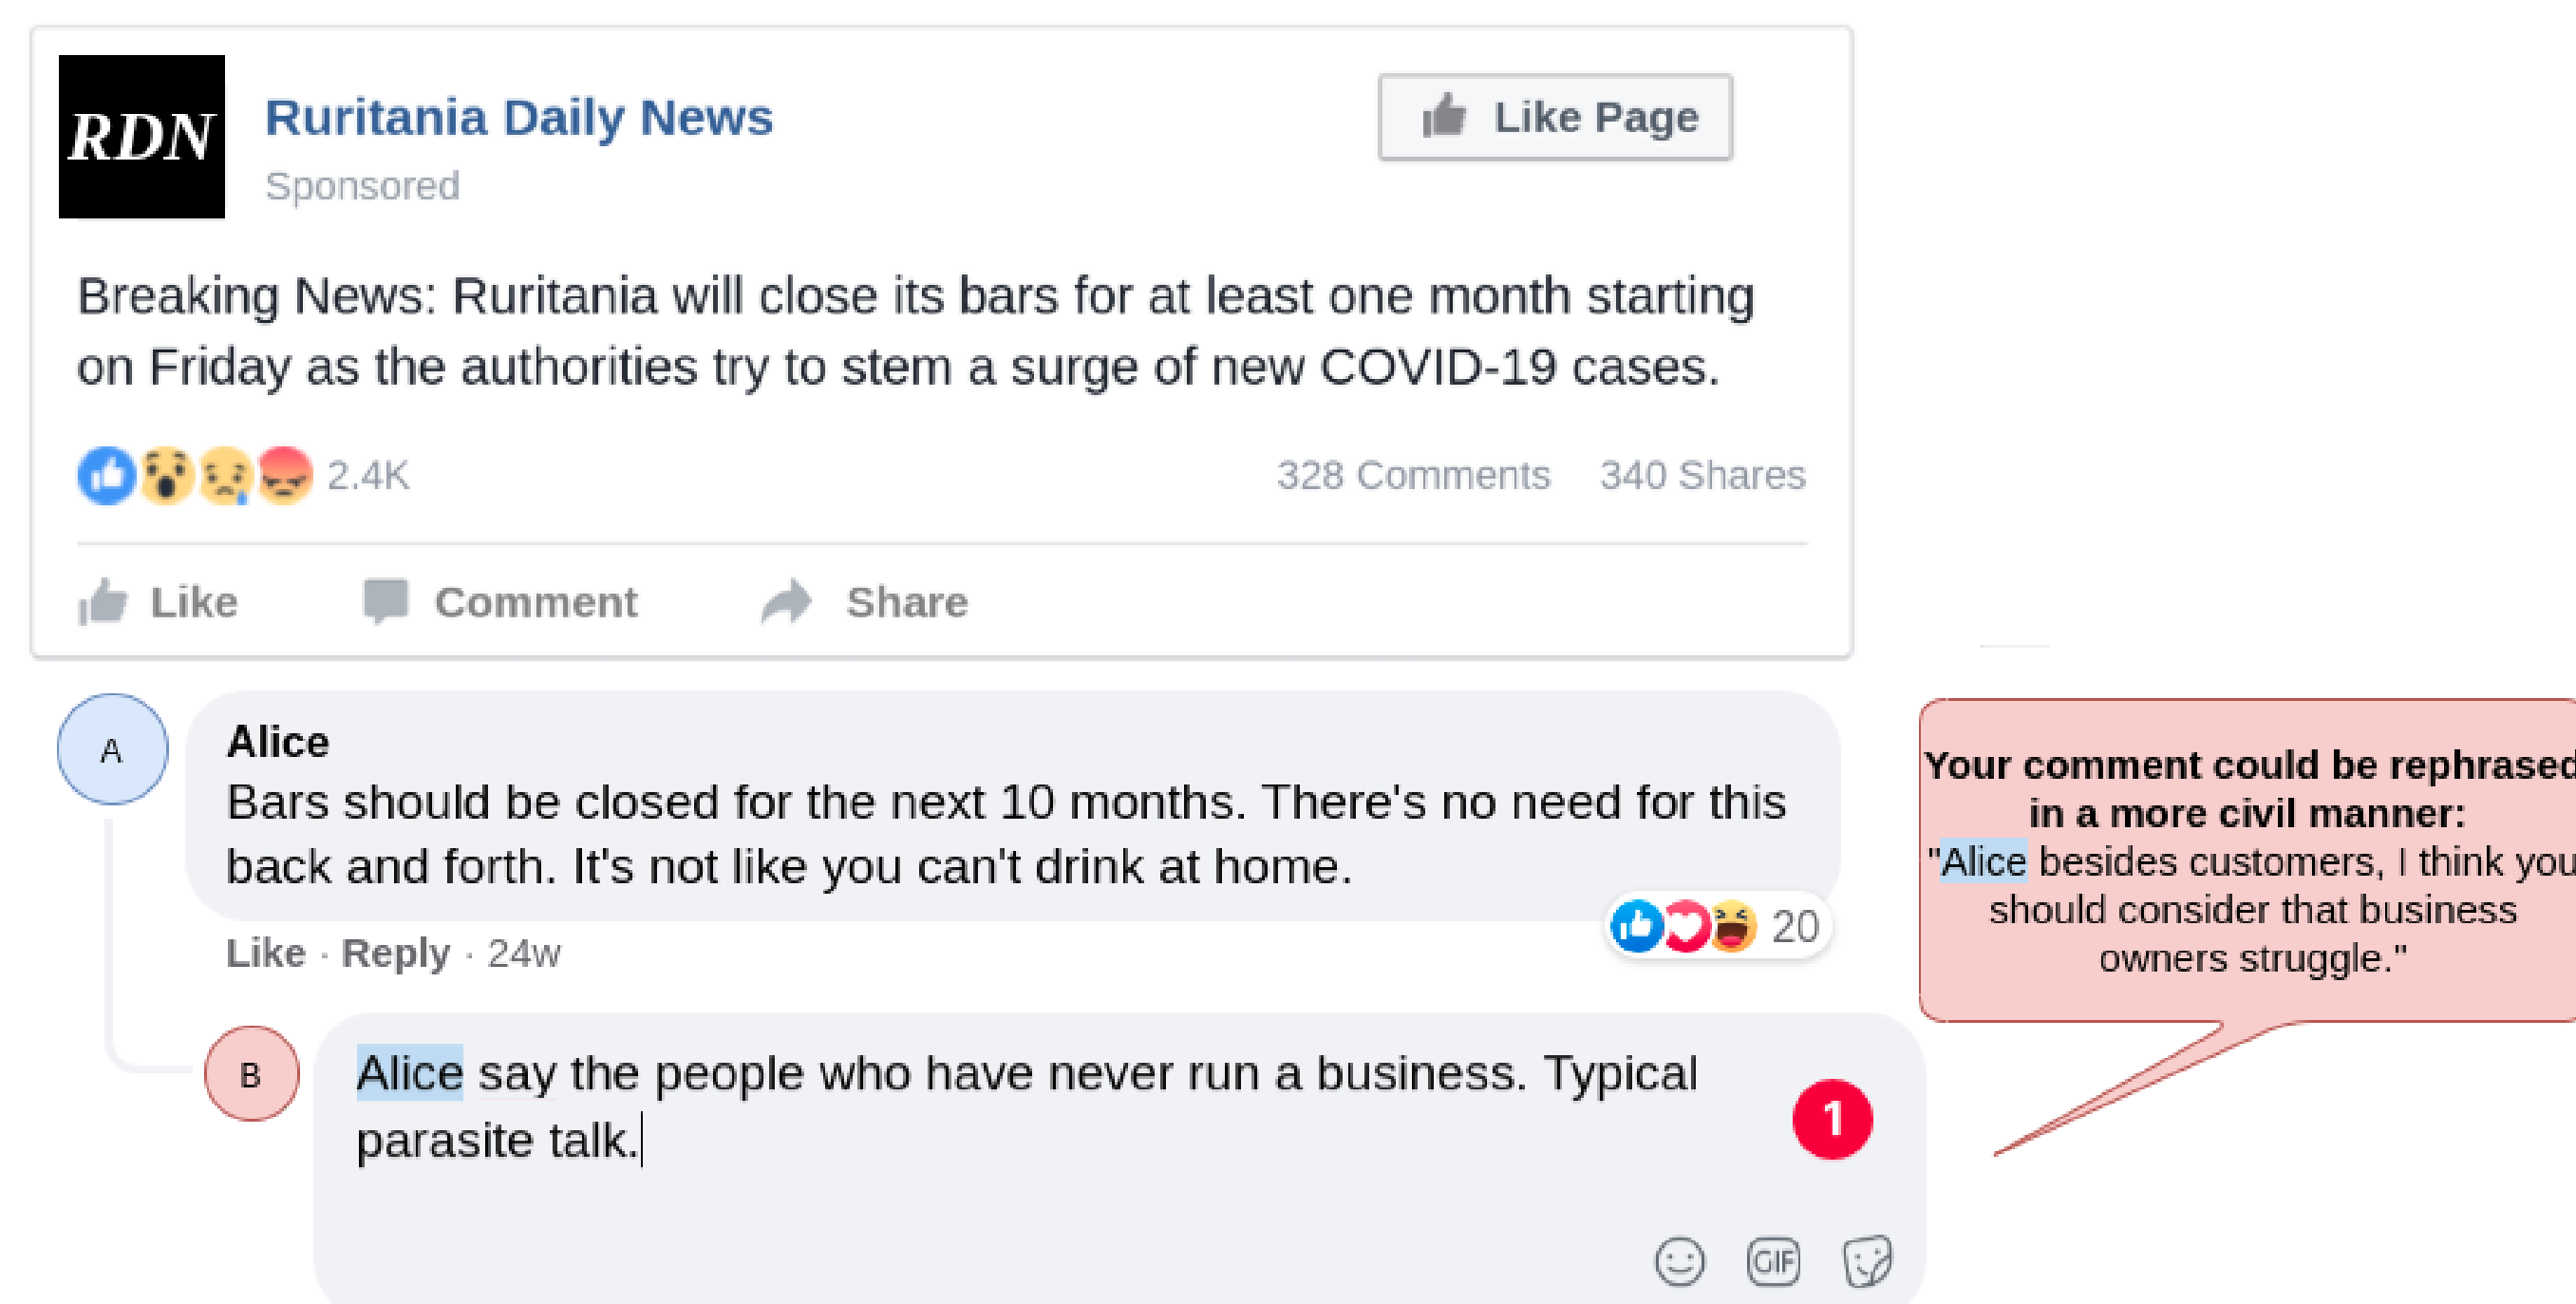 RDN
Ruritania Daily News
Sponsored
Like Page
Breaking News: Ruritania will close its bars for at least one month starting
on Friday as the authorities try to stem a surge of new COVID-19 cases.
2.4K
328 Comments 340 Shares
Like Comment Share
A
Alice
Bars should be closed for the next 10 months. There's no need for this
back and forth. It's not like you can't drink at home.
20
Like · Reply · 24w
Your comment could be rephrased
in a more civil manner:
"Alice besides customers, I think you
should consider that business
owners struggle."
B
Alice say the people who have never run a business. Typical
parasite talk.
1
GIF